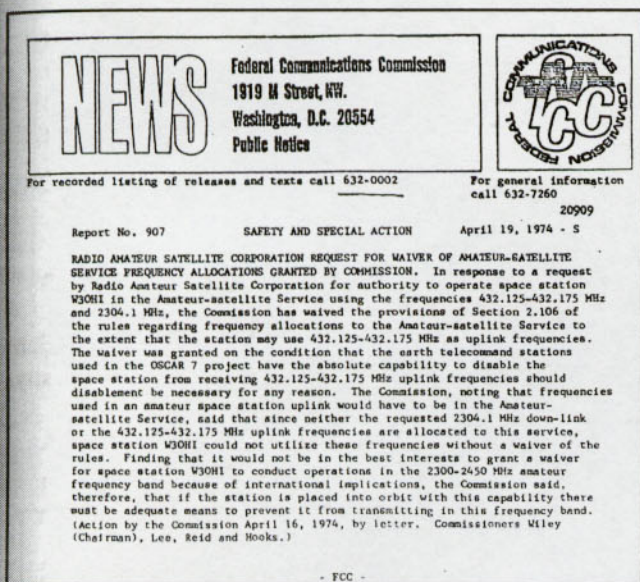 NEWS
Federal Communications Commission
1919 M Street, NW.
Washington, D.C. 20554
Public Notice
FEDERAL COMMUNICATIONS COMMISSION
FCC
For recorded listing of releases and texts call 632-0002
For general information
call 632-7260
20909
Report No. 907 SAFETY AND SPECIAL ACTION April 19, 1974 - S
RADIO AMATEUR SATELLITE CORPORATION REQUEST FOR WAIVER OF AMATEUR-SATELLITE
SERVICE FREQUENCY ALLOCATIONS GRANTED BY COMMISSION. In response to a request
by Radio Amateur Satellite Corporation for authority to operate space station
W3OHI in the Amateur-satellite Service using the frequencies 432.125-432.175 MHz
and 2304.1 MHz, the Commission has waived the provisions of Section 2.106
of the rules regarding frequency allocations to the Amateur-satellite Service to
the extent that the station may use 432.125-432.175 MHz as uplink frequencies.
The waiver was granted on the condition that the earth telecommand stations
used in the OSCAR 7 project have the absolute capability to disable the
space station from receiving 432.125-432.175 MHz uplink frequencies should
disablement be necessary for any reason. The Commission, noting that frequencies
used in an amateur space station uplink would have to be in the Amateur-
satellite Service, said that since neither the requested 2304.1 MHz down-link
or the 432.125-432.175 MHz uplink frequencies are allocated to this service,
space station W3OHI could not utilize these frequencies without a waiver of the
rules. Finding that it would not be in the best interests to grant a waiver
for space station W3OHI to conduct operations in the 2300-2450 MHz amateur
frequency band because of international implications, the Commission said,
therefore, that if the station is placed into orbit with this capability there
must be adequate means to prevent it from transmitting in this frequency band.
(Action by the Commission April 16, 1974, by letter. Commissioners Wiley
(Chairman), Lee, Reid and Hooks.)
- FCC -